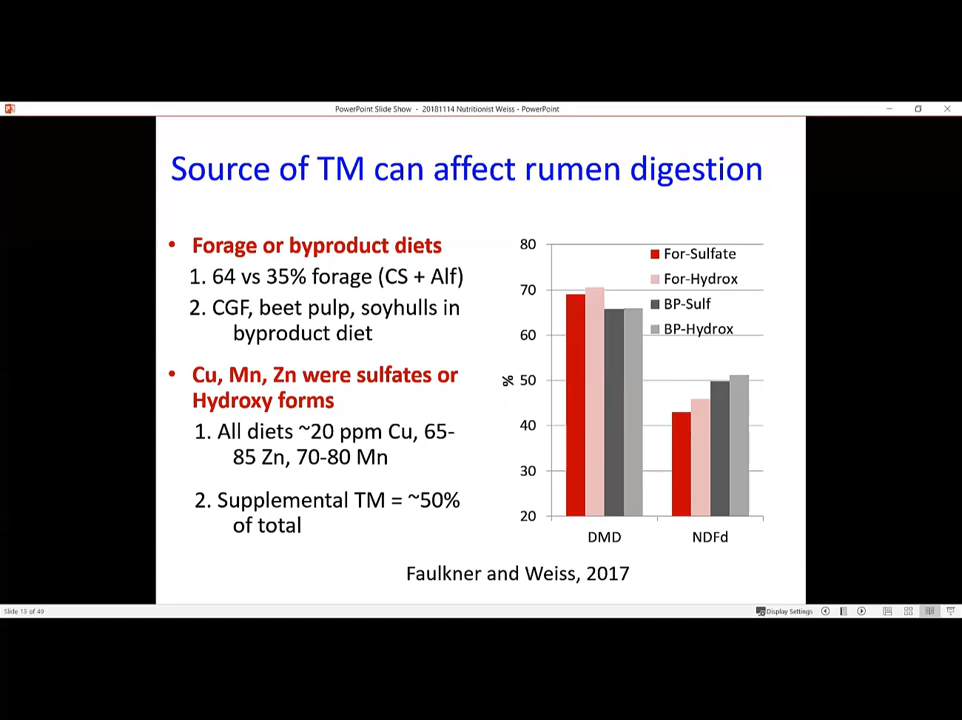 PowerPoint Slide Show - 20181114 Nutritionist Weiss - PowerPoint
Source of TM can affect rumen digestion
• Forage or byproduct diets
1. 64 vs 35% forage (CS + Alf)
2. CGF, beet pulp, soyhulls in
byproduct diet
• Cu, Mn, Zn were sulfates or
Hydroxy forms
1. All diets ~20 ppm Cu, 65-
85 Zn, 70-80 Mn
2. Supplemental TM = ~50%
of total
80
70
60
50
40
30
20
%
For-Sulfate
For-Hydrox
BP-Sulf
BP-Hydrox
DMD
NDFd
Faulkner and Weiss, 2017
Slide 13 of 49
Display Settings